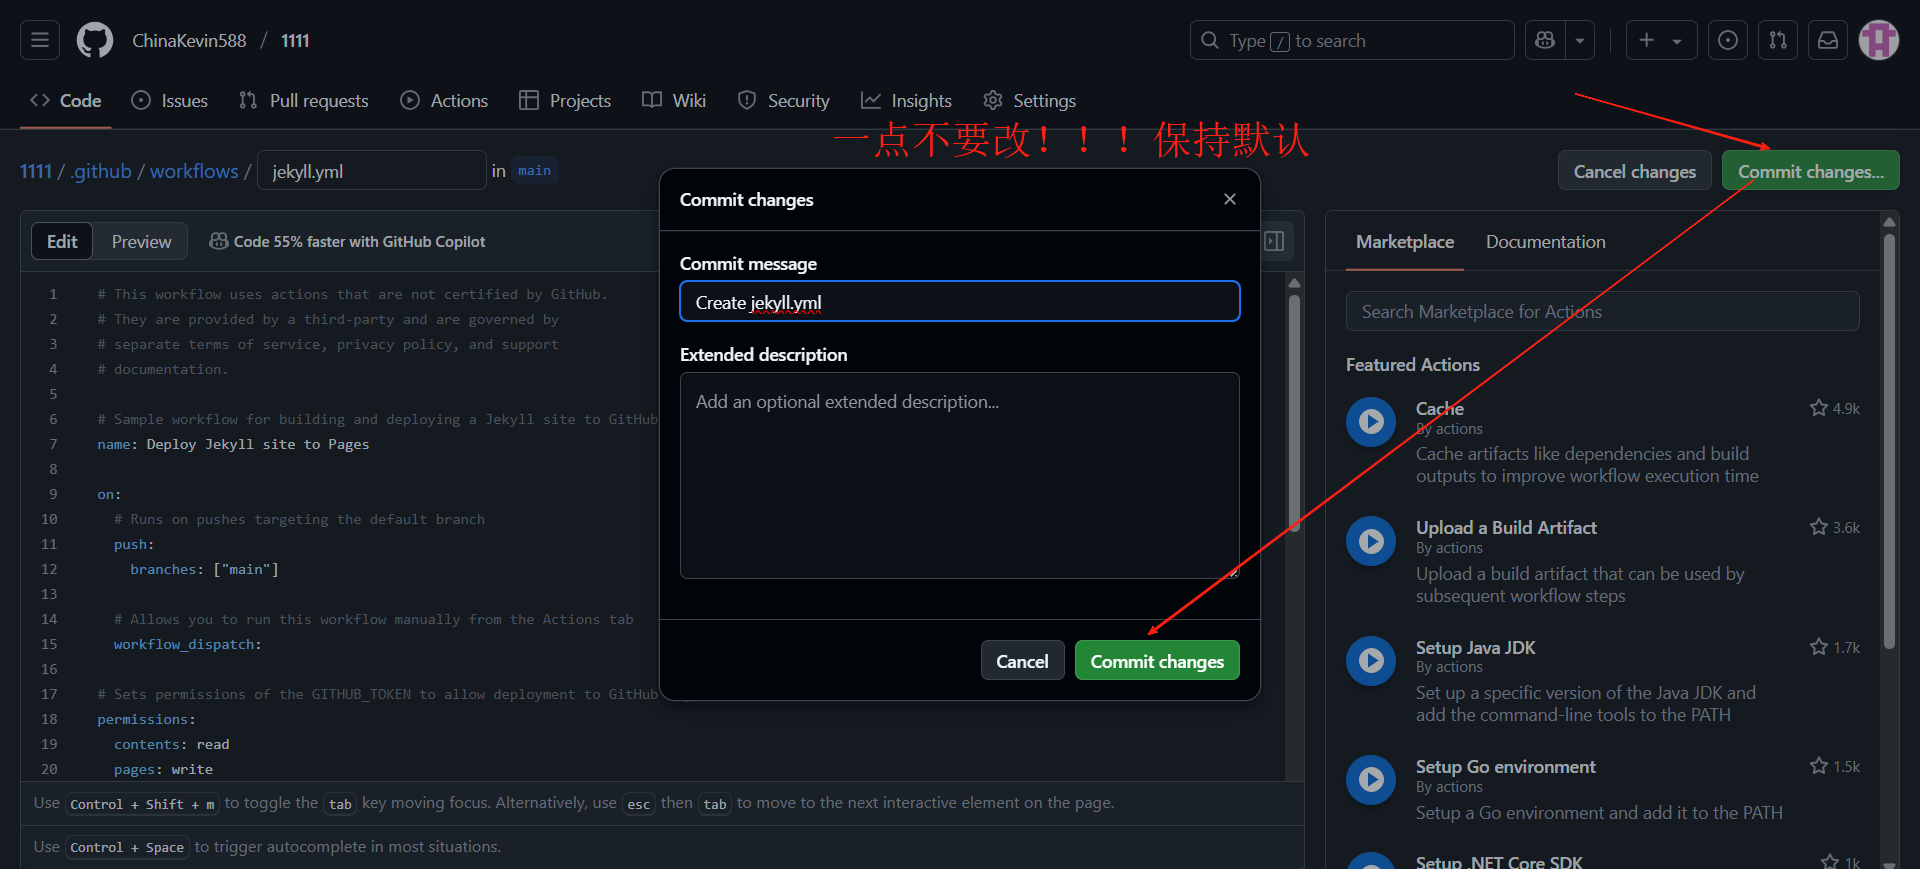 ChinaKevin588 / 1111
Type / to search
Code
Issues
Pull requests
Actions
Projects
Wiki
Security
Insights
Settings
一点不要改！！！保持默认
1111 / .github / workflows / jekyll.yml in main
Cancel changes
Commit changes...
Edit
Preview
Code 55% faster with GitHub Copilot
1 # This workflow uses actions that are not certified by GitHub.
2 # They are provided by a third-party and are governed by
3 # separate terms of service, privacy policy, and support
4 # documentation.
5
6 # Sample workflow for building and deploying a Jekyll site to GitHub
7 name: Deploy Jekyll site to Pages
8
9 on:
10 # Runs on pushes targeting the default branch
11 push:
12 branches: ["main"]
13
14 # Allows you to run this workflow manually from the Actions tab
15 workflow_dispatch:
16
17 # Sets permissions of the GITHUB_TOKEN to allow deployment to GitHub
18 permissions:
19 contents: read
20 pages: write
Use Control + Shift + m to toggle the tab key moving focus. Alternatively, use esc then tab to move to the next interactive element on the page.
Use Control + Space to trigger autocomplete in most situations.
Commit changes
Commit message
Create jekyll.yml
Extended description
Add an optional extended description...
Cancel
Commit changes
Marketplace
Documentation
Search Marketplace for Actions
Featured Actions
Cache
4.9k
By actions
Cache artifacts like dependencies and build
outputs to improve workflow execution time
Upload a Build Artifact
3.6k
By actions
Upload a build artifact that can be used by
subsequent workflow steps
Setup Java JDK
1.7k
By actions
Set up a specific version of the Java JDK and
add the command-line tools to the PATH
Setup Go environment
1.5k
By actions
Setup a Go environment and add it to the PATH
Setup .NET Core SDK
1k